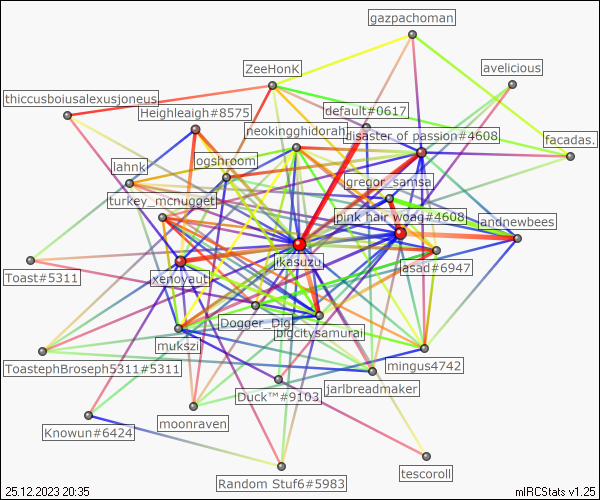 gazpachoman
ZeeHonK
avelicious
thiccusboiusalexusjoneus
Heighleaigh#8575
default#0617
neokingghidorah
disaster of passion#4608
facadas.
lahnk
ogshroom
gregor_samsa
turkey_mcnugget
pink hair woag#4608
andnewbees
jikasuzu
Toast#5311
xenoyaut
asad#6947
Dogger_Dig
bigcitysamurai
mukszi
ToastephBroseph5311#5311
mingus4742
Duck™#9103
jarlbreadmaker
moonraven
Knowun#6424
tescoroll
Random Stuf6#5983
25.12.2023 20:35
mIRCStats v1.25